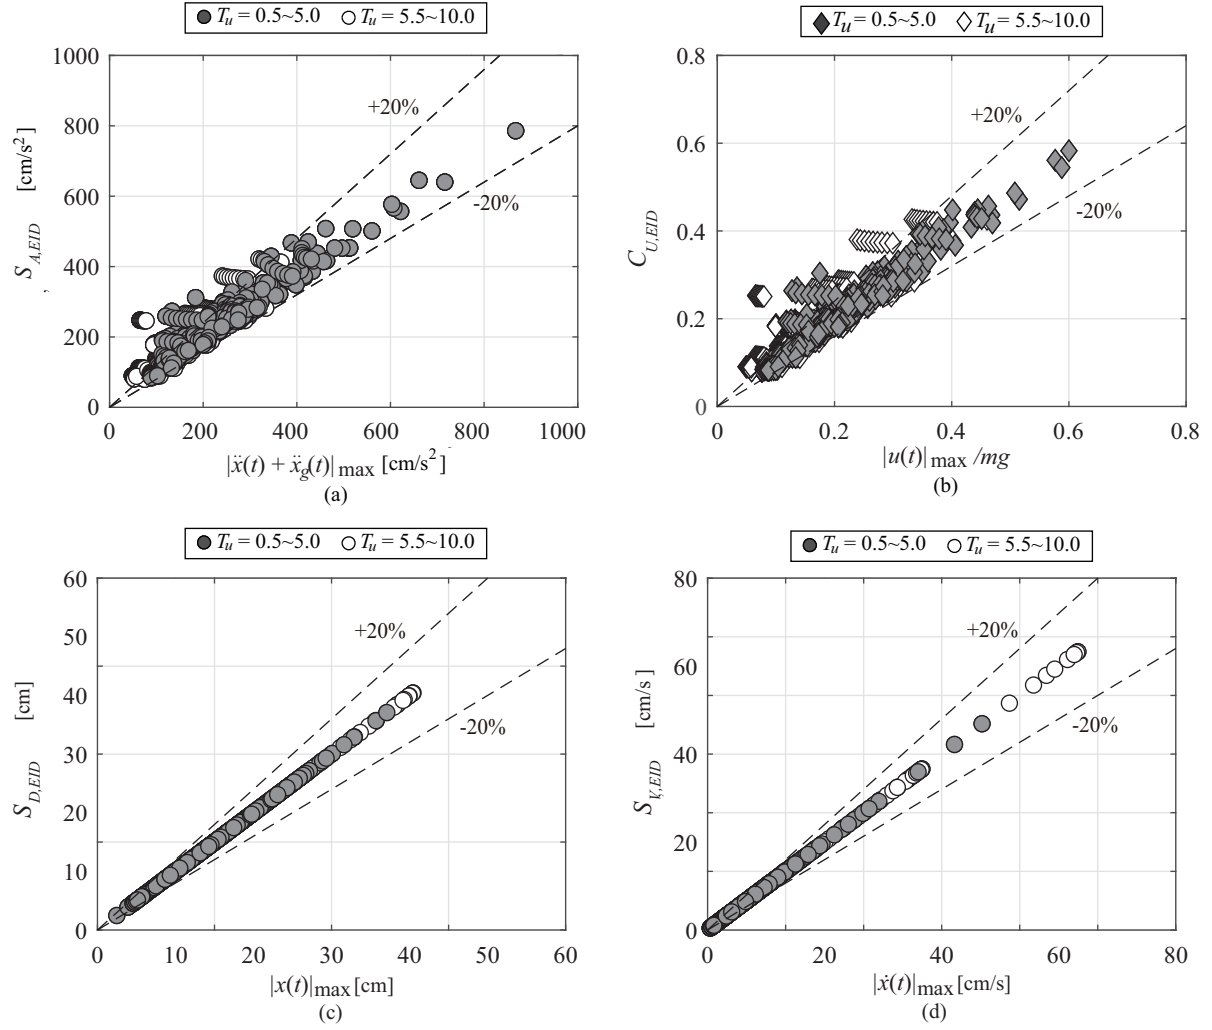 T_u = 0.5~5.0 T_u = 5.5~10.0
1000
800
600
400
200
0
, S_A,EID [cm/s²]
+20%
-20%
0 200 400 600 800 1000
|ẍ(t) + ẍ_g(t)|max [cm/s²]
(a)
T_u = 0.5~5.0 T_u = 5.5~10.0
0.8
0.6
0.4
0.2
0
C_U,EID
+20%
-20%
0 0.2 0.4 0.6 0.8
|u(t)|max /mg
(b)
T_u = 0.5~5.0 T_u = 5.5~10.0
60
50
40
30
20
10
0
S_D,EID [cm]
+20%
-20%
0 10 20 30 40 50 60
|x(t)|max [cm]
(c)
T_u = 0.5~5.0 T_u = 5.5~10.0
80
60
40
20
0
S_V,EID [cm/s]
+20%
-20%
0 20 40 60 80
|ẋ(t)|max [cm/s]
(d)